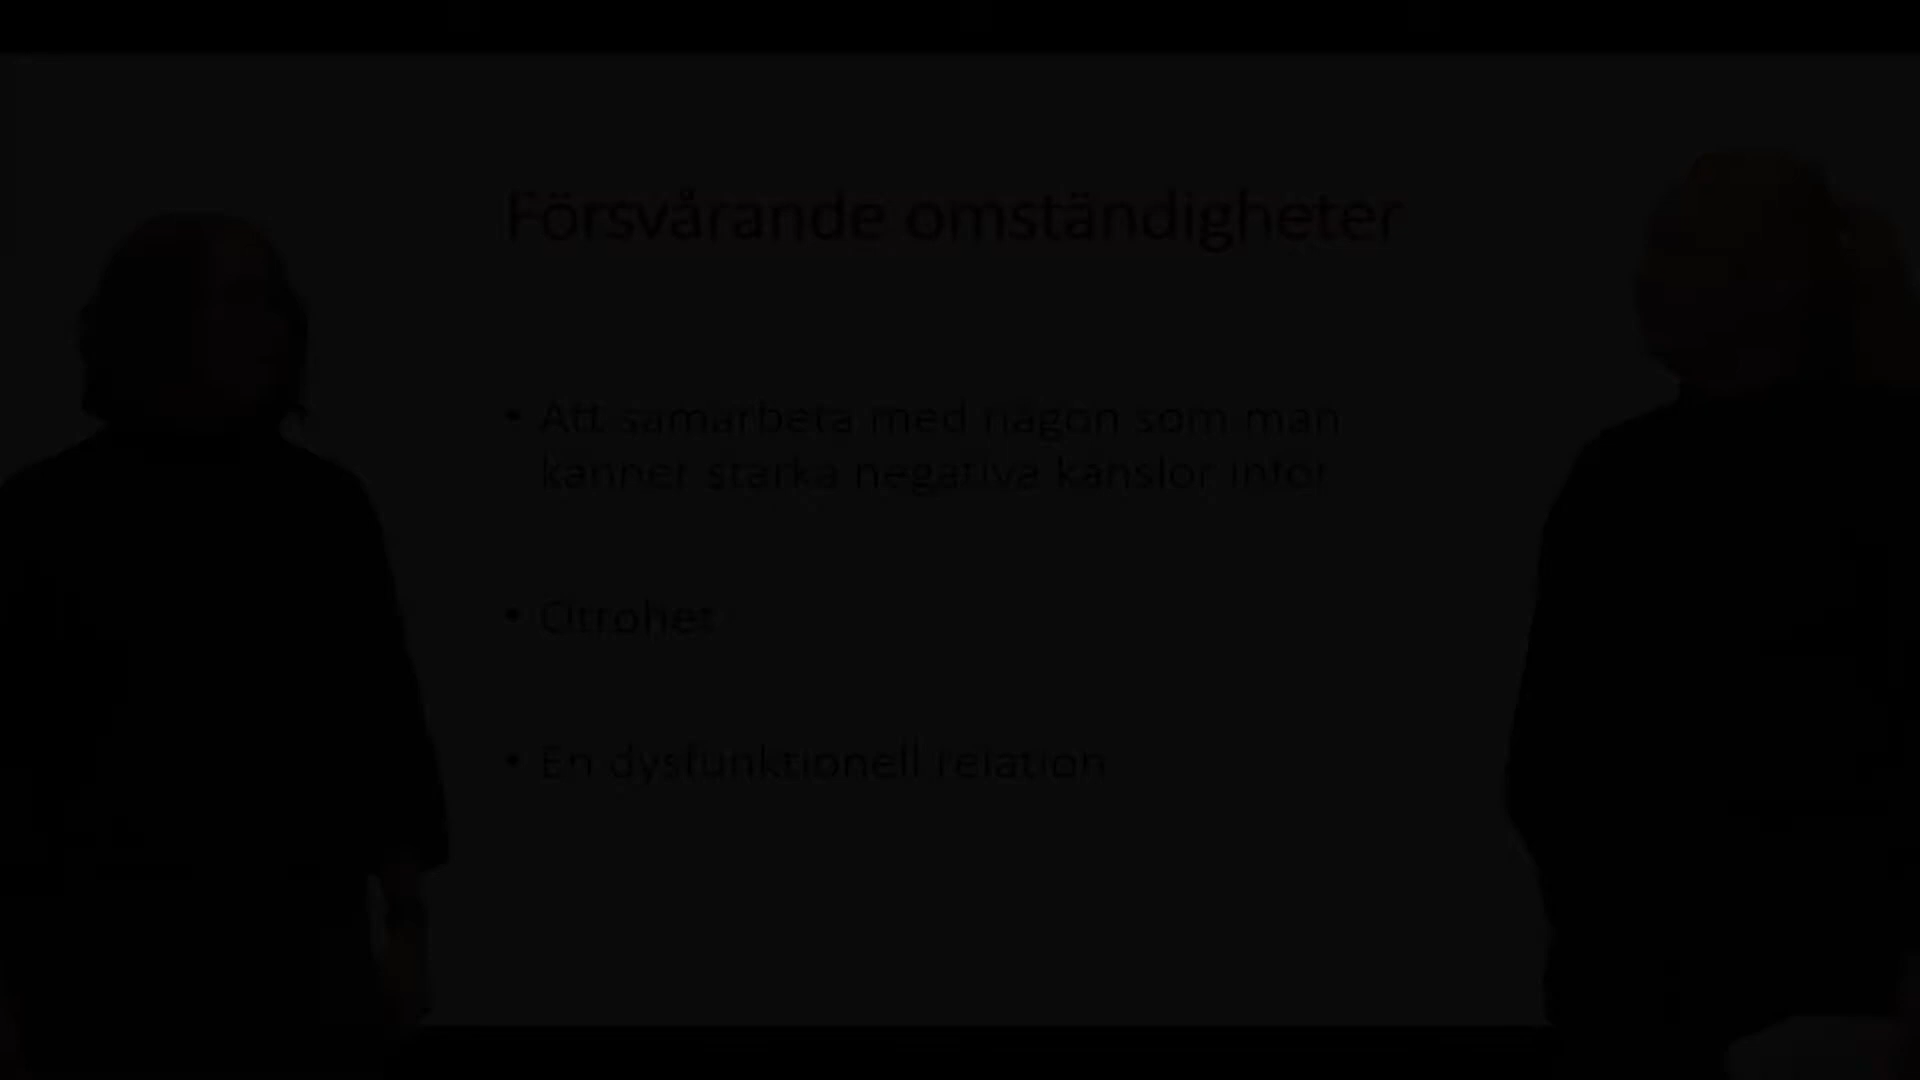 Försvårande omständigheter
• Att samarbeta med någon som man
känner starka negativa känslor inför
• Otrohet
• En dysfunktionell relation